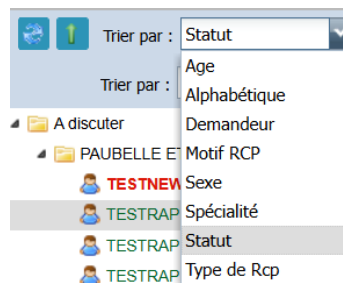 Trier par : Statut
Age
Trier par :
Alphabétique
A discuter
Demandeur
PAUBELLE ET
Motif RCP
TESTNEW
Sexe
TESTRAP
Spécialité
TESTRAP
Statut
TESTRAP
Type de Rcp